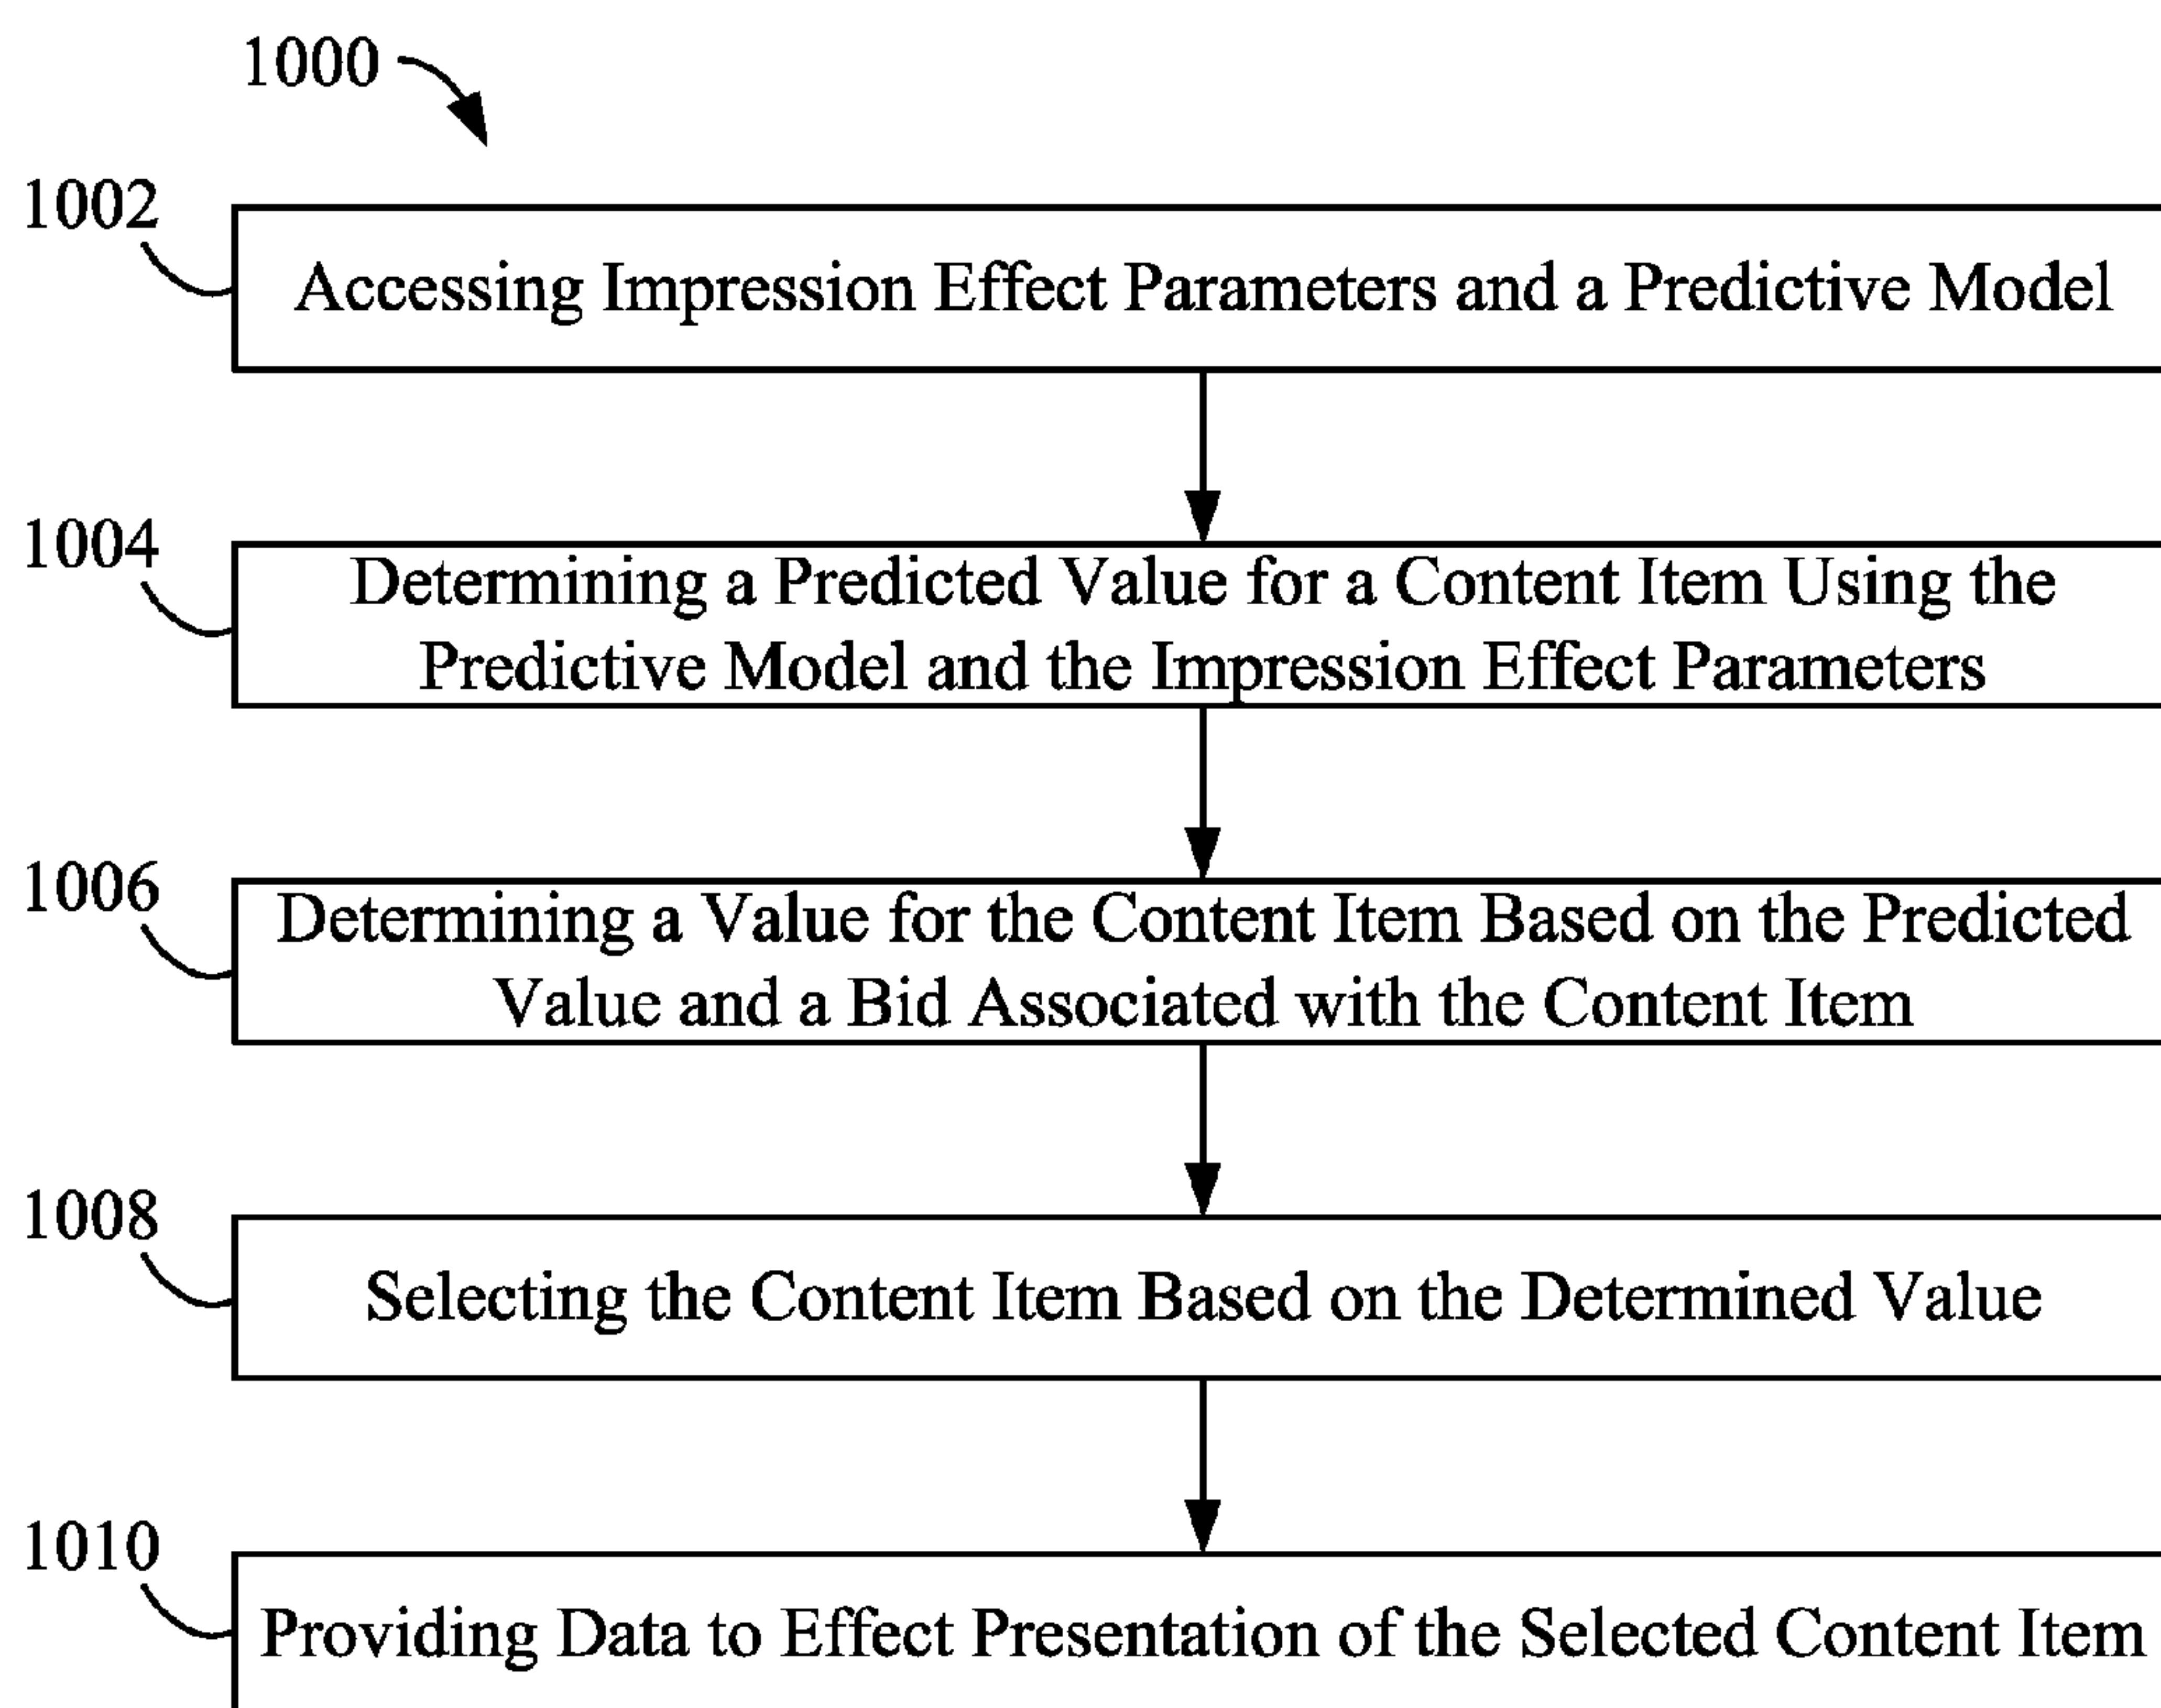 1000
1002
Accessing Impression Effect Parameters and a Predictive Model
1004
Determining a Predicted Value for a Content Item Using the
Predictive Model and the Impression Effect Parameters
1006
Determining a Value for the Content Item Based on the Predicted
Value and a Bid Associated with the Content Item
1008
Selecting the Content Item Based on the Determined Value
1010
Providing Data to Effect Presentation of the Selected Content Item